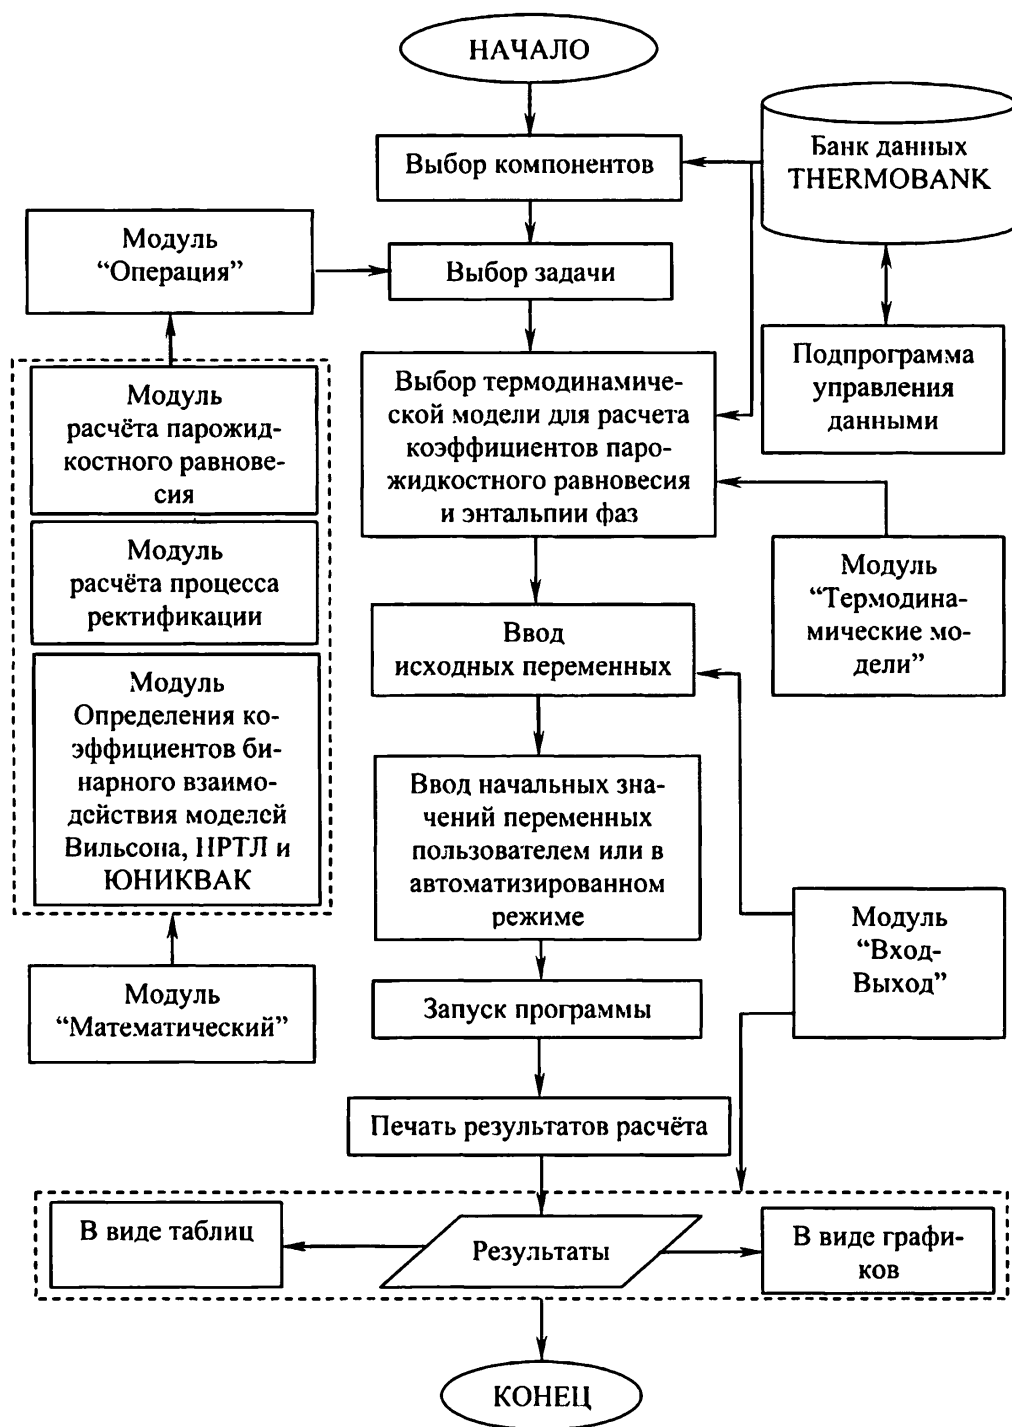 НАЧАЛО
Выбор компонентов
Банк данных
THERMOBANK
Модуль
“Операция”
Выбор задачи
Подпрограмма
управления
данными
Выбор термодинамиче-
ской модели для расчета
коэффициентов паро-
жидкостного равновесия
и энтальпии фаз
Модуль
расчёта парожид-
костного равнове-
сия
Модуль
расчёта процесса
ректификации
Модуль
Определения ко-
эффициентов би-
нарного взаимо-
действия моделей
Вильсона, НРТЛ и
ЮНИКВАК
Модуль
“Термодина-
мические мо-
дели”
Ввод
исходных переменных
Ввод начальных зна-
чений переменных
пользователем или в
автоматизированном
режиме
Модуль
“Вход-
Выход”
Модуль
“Математический”
Запуск программы
Печать результатов расчёта
В виде таблиц
Результаты
В виде графи-
ков
КОНЕЦ